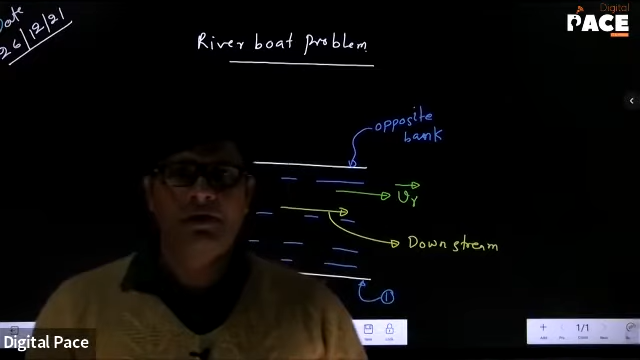 Date
26/12/21
Digital
PACE
River boat problem
opposite
bank
Vr
Down stream
1
1/1
Digital Pace